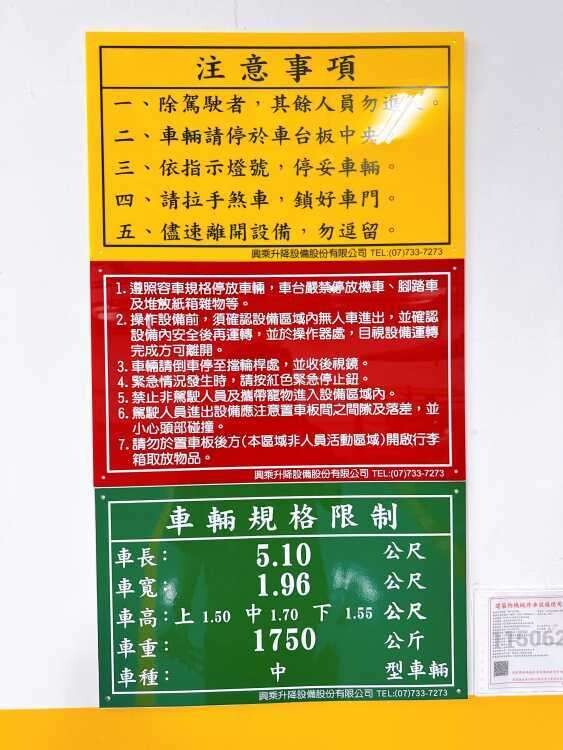 注意事項
一、除駕駛者，其餘人員勿進
二、車輛請停於車台板中央
三、依指示燈號，停妥車輛。
四、請拉手煞車，鎖好車門。
五、儘速離開設備，勿逗留。
興乘升降設備股份有限公司 TEL:(07)733-7273
1. 遵照容車規格停放車輛，車台嚴禁停放機車、腳踏車
及堆放紙箱雜物等。
2. 操作設備前，須確認設備區域內無人車進出，並確認
設備內安全後再運轉，並於操作器處，目視設備運轉
完成方可離開。
3. 車輛請倒車停至擋輪桿處，並收後視鏡。
4. 緊急情況發生時，請按紅色緊急停止鈕。
5. 禁止非駕駛人員及攜帶寵物進入設備區域內。
6. 駕駛人員進出設備應注意置車板間之間隙及落差，並
小心頭部碰撞。
7. 請勿於置車板後方(本區域非人員活動區域)開啟行李
箱取放物品。
興乘升降設備股份有限公司 TEL:(07)733-7273
車輛規格限制
車長: 5.10 公尺
車寬: 1.96 公尺
車高: 上 1.50 中 1.70 下 1.55 公尺
車重: 1750 公斤
車種: 中 型車輛
興乘升降設備股份有限公司 TEL:(07)733-7273
115062